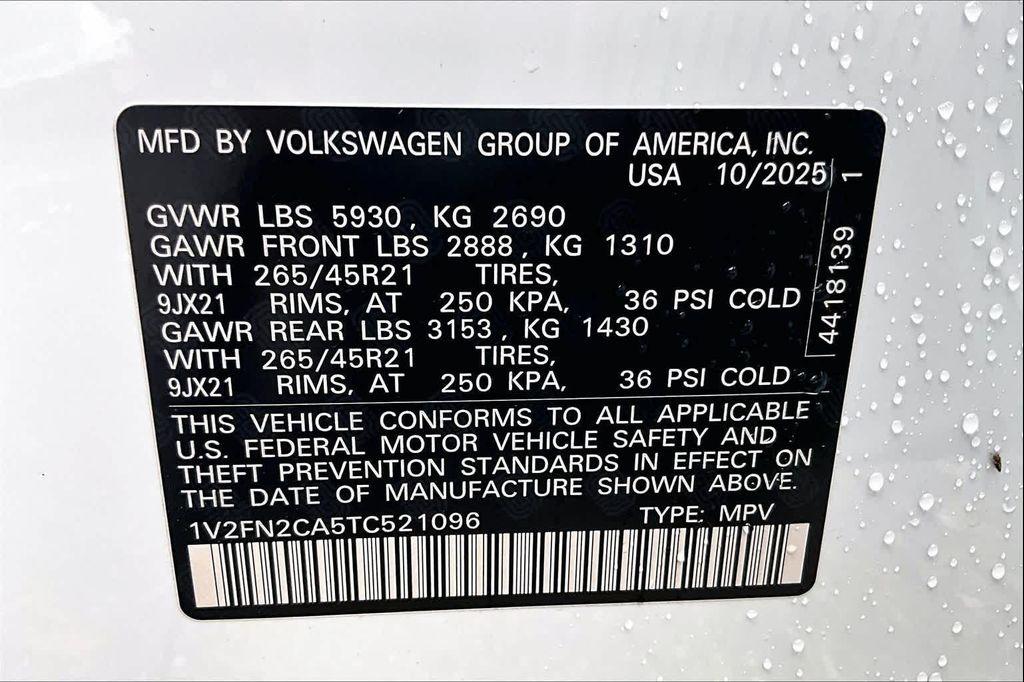 MFD BY VOLKSWAGEN GROUP OF AMERICA, INC.
USA 10/2025
GVWR LBS 5930, KG 2690
GAWR FRONT LBS 2888, KG 1310
WITH 265/45R21 TIRES,
9JX21 RIMS, AT 250 KPA, 36 PSI COLD
GAWR REAR LBS 3153, KG 1430
WITH 265/45R21 TIRES,
9JX21 RIMS, AT 250 KPA, 36 PSI COLD
THIS VEHICLE CONFORMS TO ALL APPLICABLE
U.S. FEDERAL MOTOR VEHICLE SAFETY AND
THEFT PREVENTION STANDARDS IN EFFECT ON
THE DATE OF MANUFACTURE SHOWN ABOVE.
1V2FN2CA5TC521096 TYPE: MPV
4418139 1